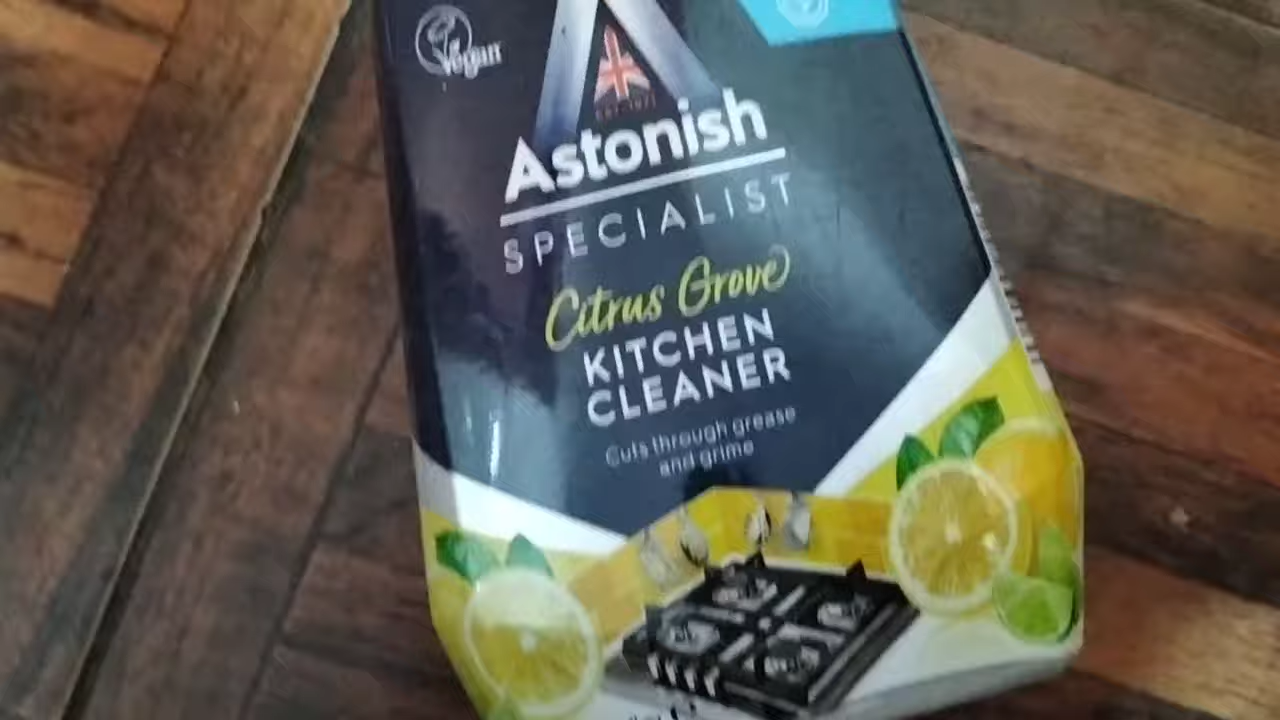 Vegan
Astonish
SPECIALIST
Citrus Grove
KITCHEN
CLEANER
Cuts through grease
and grime